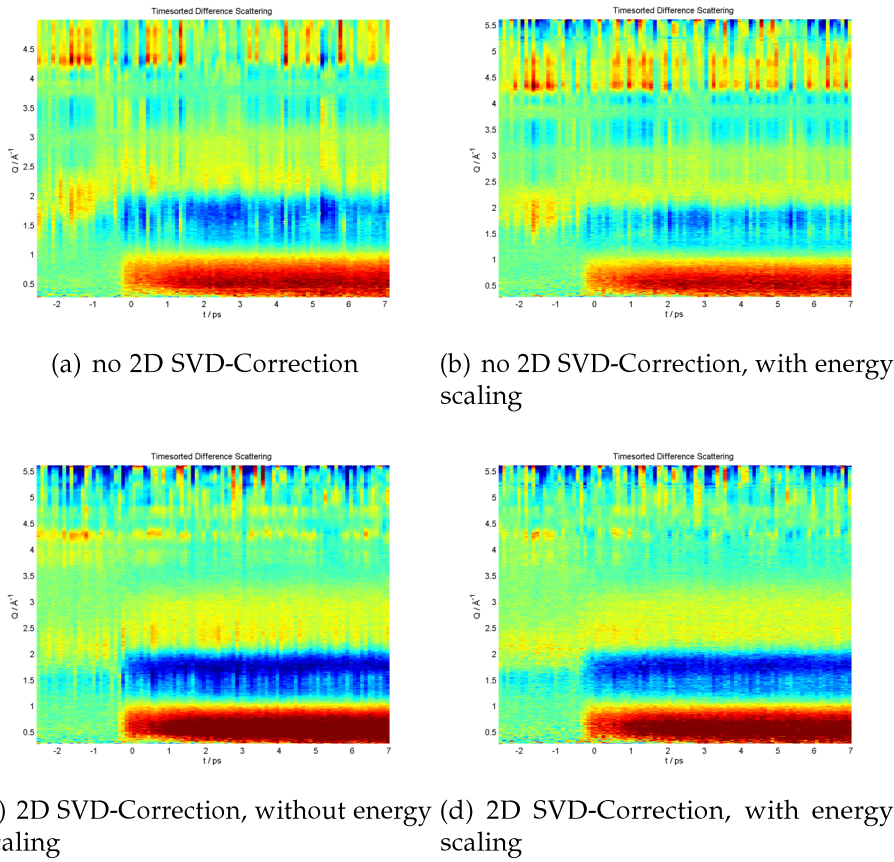 Timesorted Difference Scattering
4.5
4
3.5
3
2.5
2
1.5
1
0.5
Q / Å⁻¹
-2 -1 0 1 2 3 4 5 6 7
t / ps
(a) no 2D SVD-Correction
Timesorted Difference Scattering
5.5
5
4.5
4
3.5
3
2.5
2
1.5
1
0.5
Q / Å⁻¹
-2 -1 0 1 2 3 4 5 6 7
t / ps
(b) no 2D SVD-Correction, with energy
scaling
Timesorted Difference Scattering
5.5
5
4.5
4
3.5
3
2.5
2
1.5
1
0.5
Q / Å⁻¹
-2 -1 0 1 2 3 4 5 6 7
t / ps
) 2D SVD-Correction, without energy
caling
Timesorted Difference Scattering
5.5
5
4.5
4
3.5
3
2.5
2
1.5
1
0.5
Q / Å⁻¹
-2 -1 0 1 2 3 4 5 6 7
t / ps
(d) 2D SVD-Correction, with energy
scaling